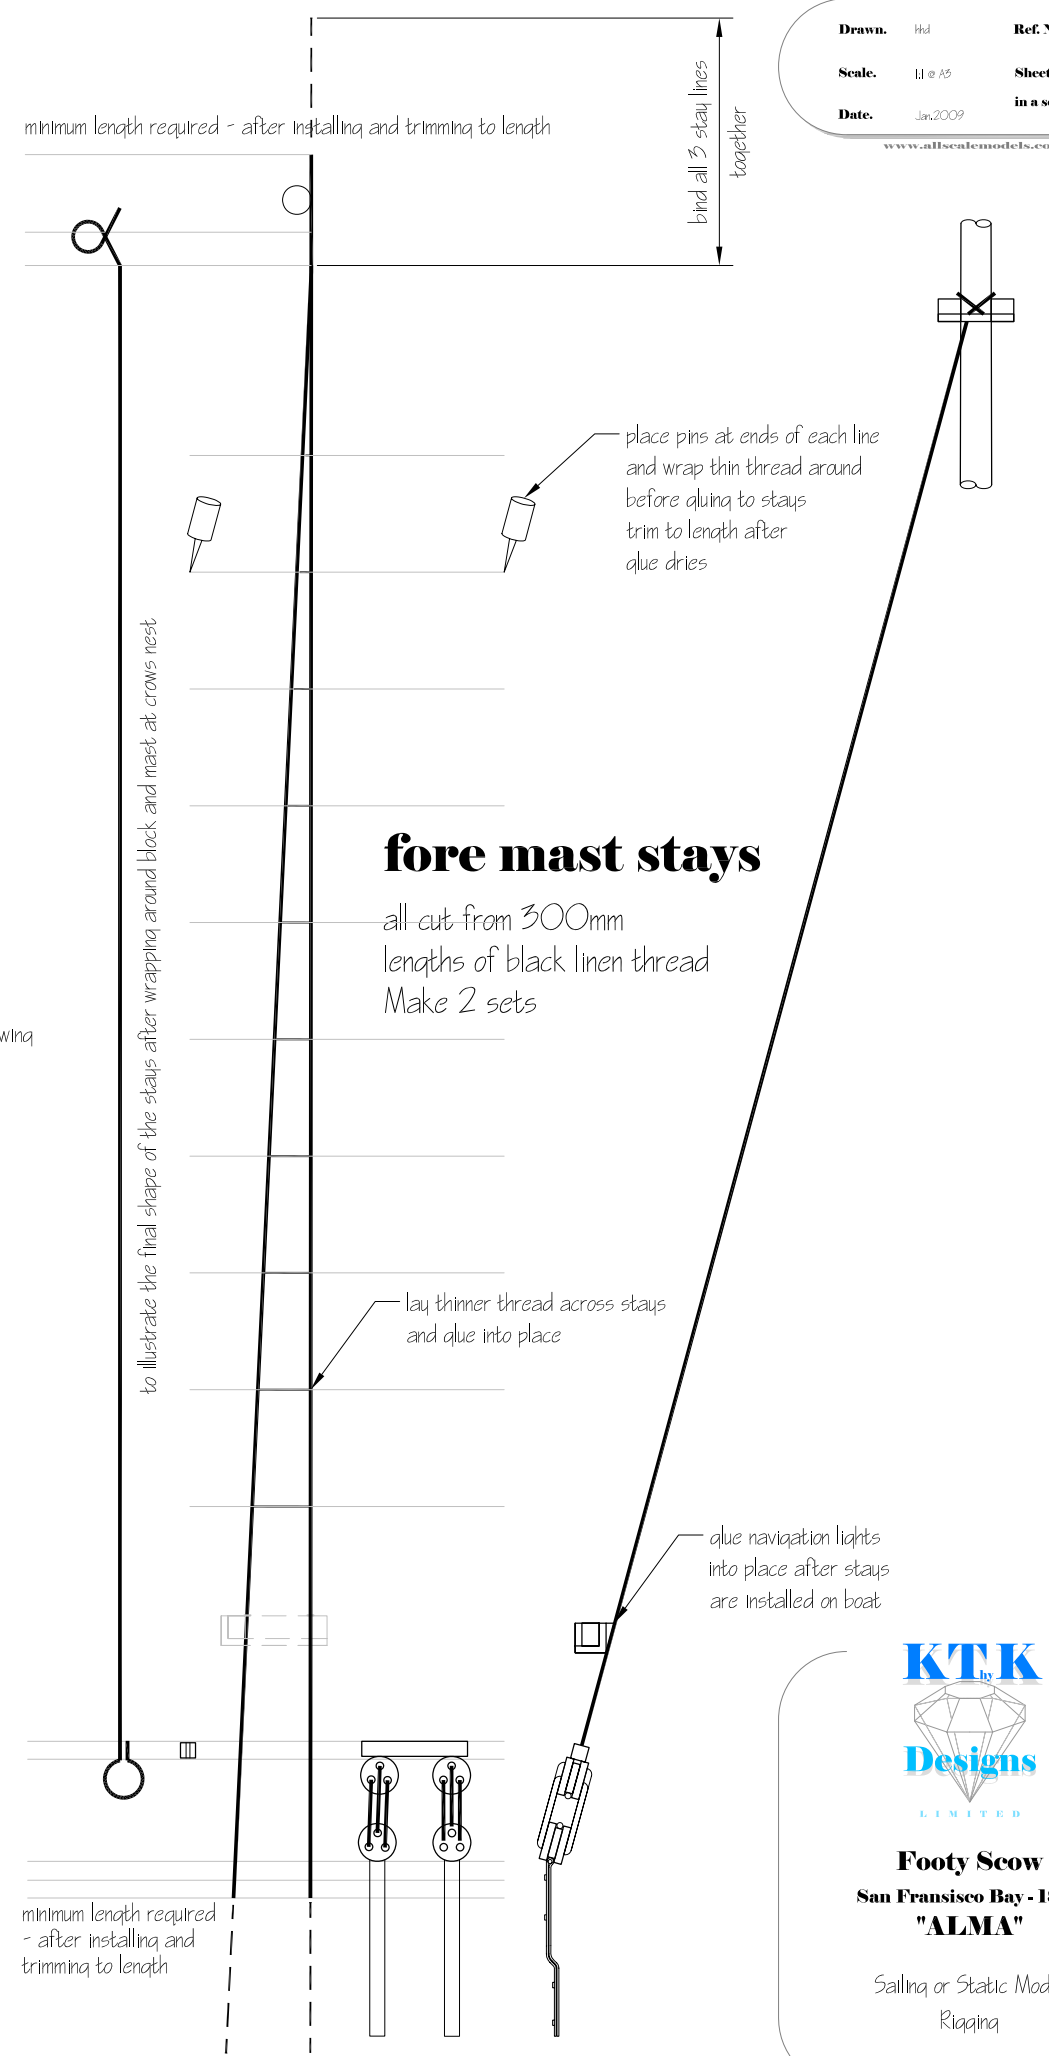 Drawn. hhd Ref. N
Scale. 1:1 @ A3 Sheet
in a s
Date. Jan.2009
www.allscalemodels.co
minimum length required - after installing and trimming to length
bind all 3 stay lines
together
place pins at ends of each line
and wrap thin thread around
before gluing to stays
trim to length after
glue dries
to illustrate the final shape of the stays after wrapping around block and mast at crows nest
fore mast stays
all cut from 300mm
lengths of black linen thread
Make 2 sets
wing
lay thinner thread across stays
and glue into place
glue navigation lights
into place after stays
are installed on boat
KT by K
Designs
LIMITED
Footy Scow
San Fransisco Bay - 18
"ALMA"
Sailing or Static Mod
Rigging
minimum length required
- after installing and
trimming to length